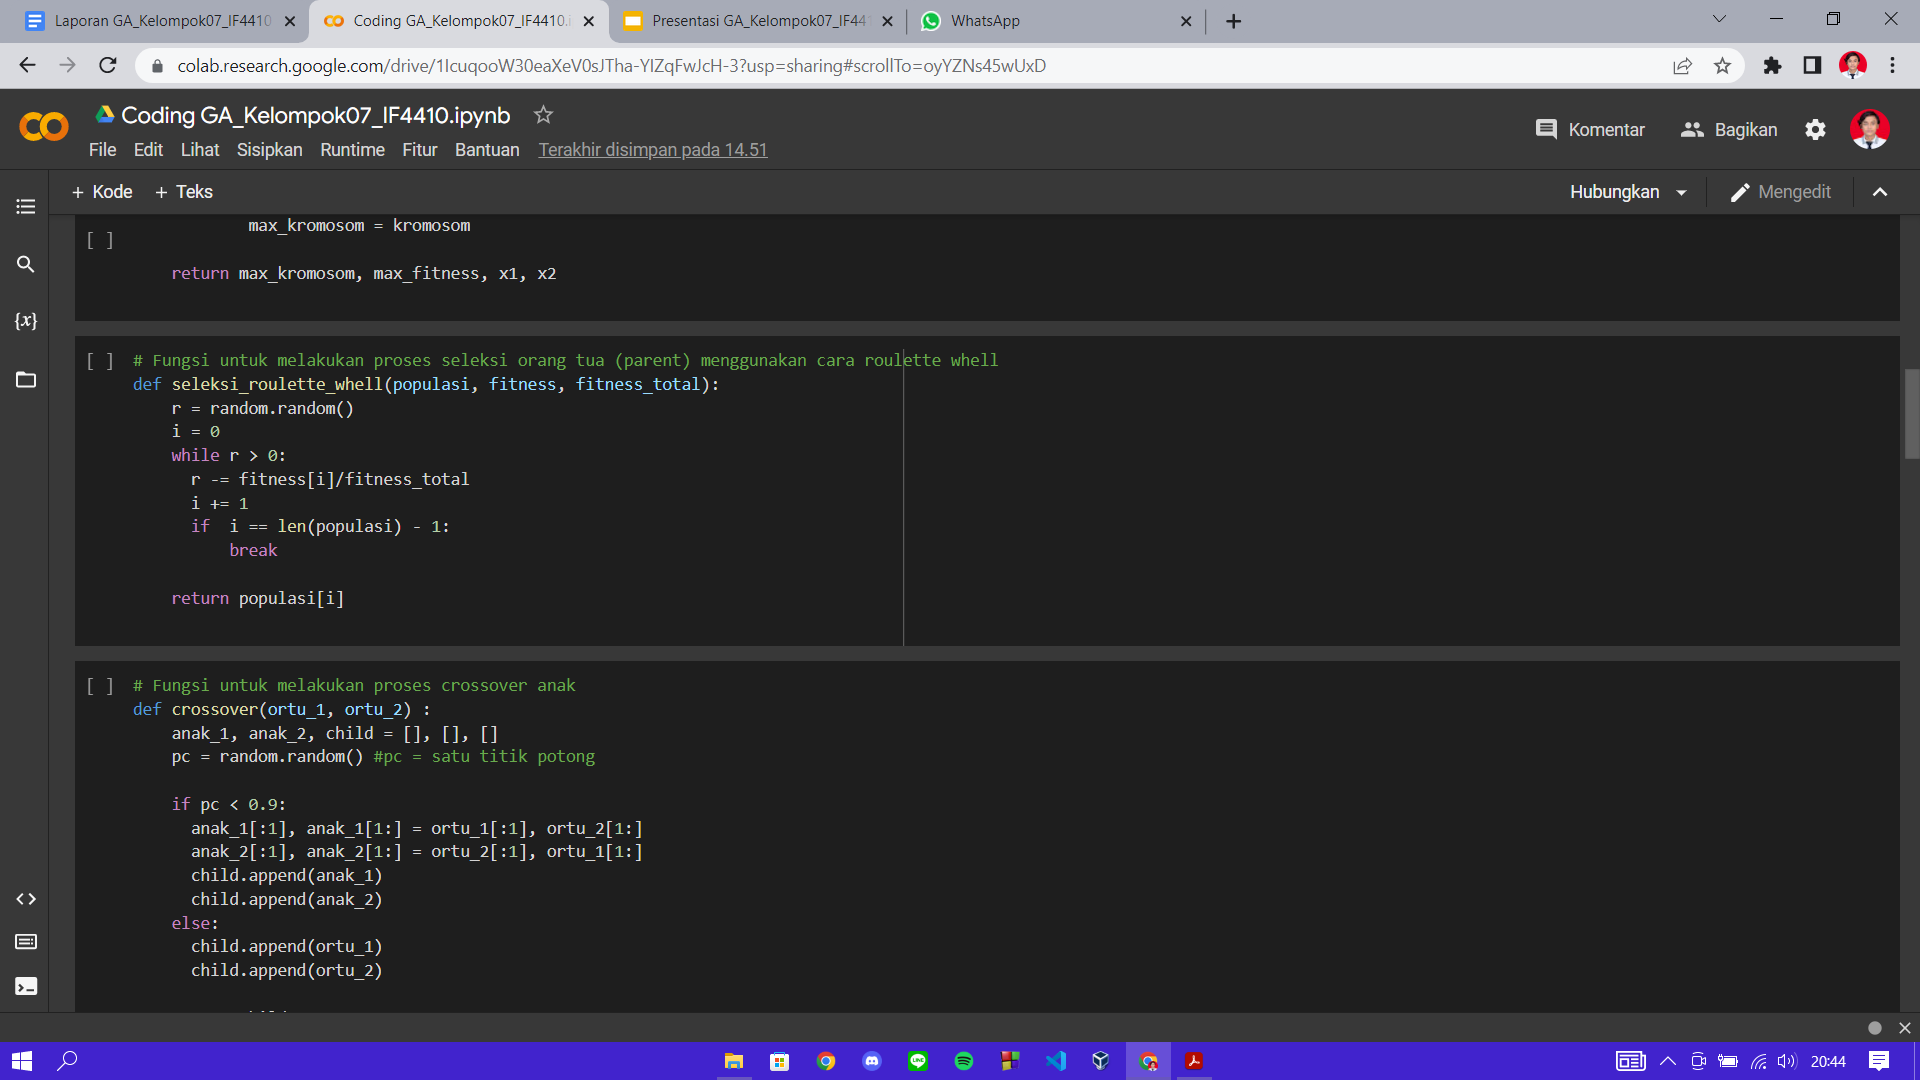 Laporan GA_Kelompok07_IF4410
Coding GA_Kelompok07_IF4410.i
Presentasi GA_Kelompok07_IF44
WhatsApp
colab.research.google.com/drive/1IcuqooW30eaXeV0sJTha-YIZqFwJcH-3?usp=sharing#scrollTo=oyYZNs45wUxD
CO
Coding GA_Kelompok07_IF4410.ipynb
Komentar
Bagikan
File Edit Lihat Sisipkan Runtime Fitur Bantuan Terakhir disimpan pada 14.51
+ Kode + Teks
Hubungkan
Mengedit
max_kromosom = kromosom
[ ]
return max_kromosom, max_fitness, x1, x2
{x}
[ ] # Fungsi untuk melakukan proses seleksi orang tua (parent) menggunakan cara roulette whell
def seleksi_roulette_whell(populasi, fitness, fitness_total):
r = random.random()
i = 0
while r > 0:
r -= fitness[i]/fitness_total
i += 1
if  i == len(populasi) - 1:
break
return populasi[i]
[ ] # Fungsi untuk melakukan proses crossover anak
def crossover(ortu_1, ortu_2) :
anak_1, anak_2, child = [], [], []
pc = random.random() #pc = satu titik potong
if pc < 0.9:
anak_1[:1], anak_1[1:] = ortu_1[:1], ortu_2[1:]
anak_2[:1], anak_2[1:] = ortu_2[:1], ortu_1[1:]
child.append(anak_1)
child.append(anak_2)
else:
child.append(ortu_1)
child.append(ortu_2)
20:44